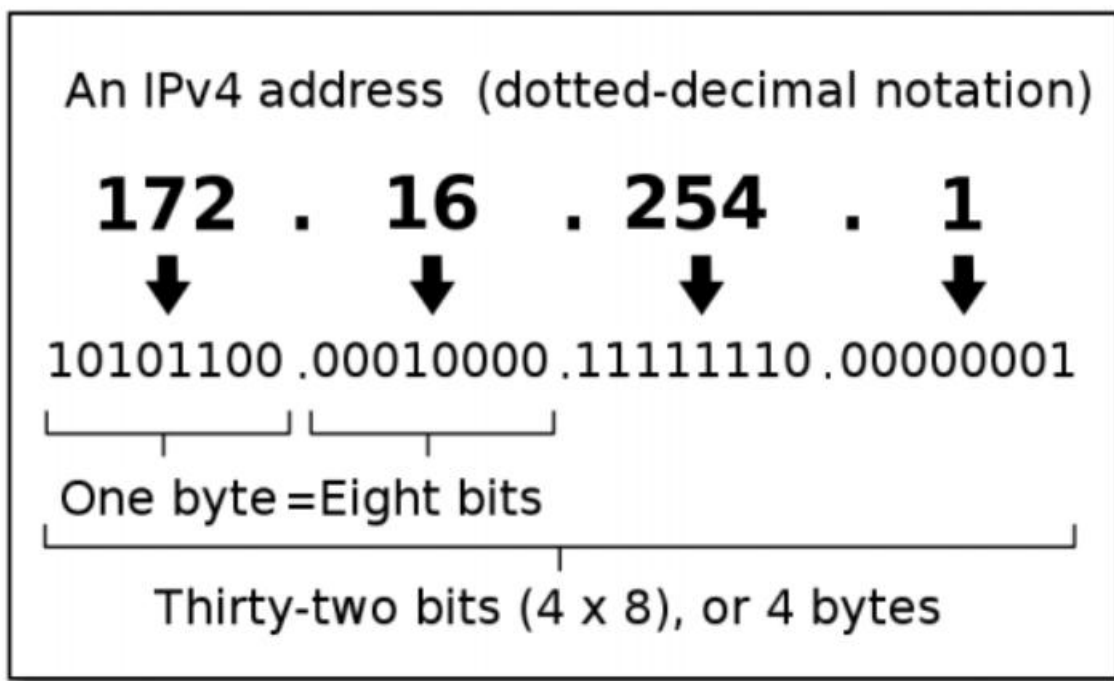 An IPv4 address (dotted-decimal notation)
172 . 16 . 254 . 1
10101100 .00010000 .11111110 .00000001
One byte =Eight bits
Thirty-two bits (4 x 8), or 4 bytes